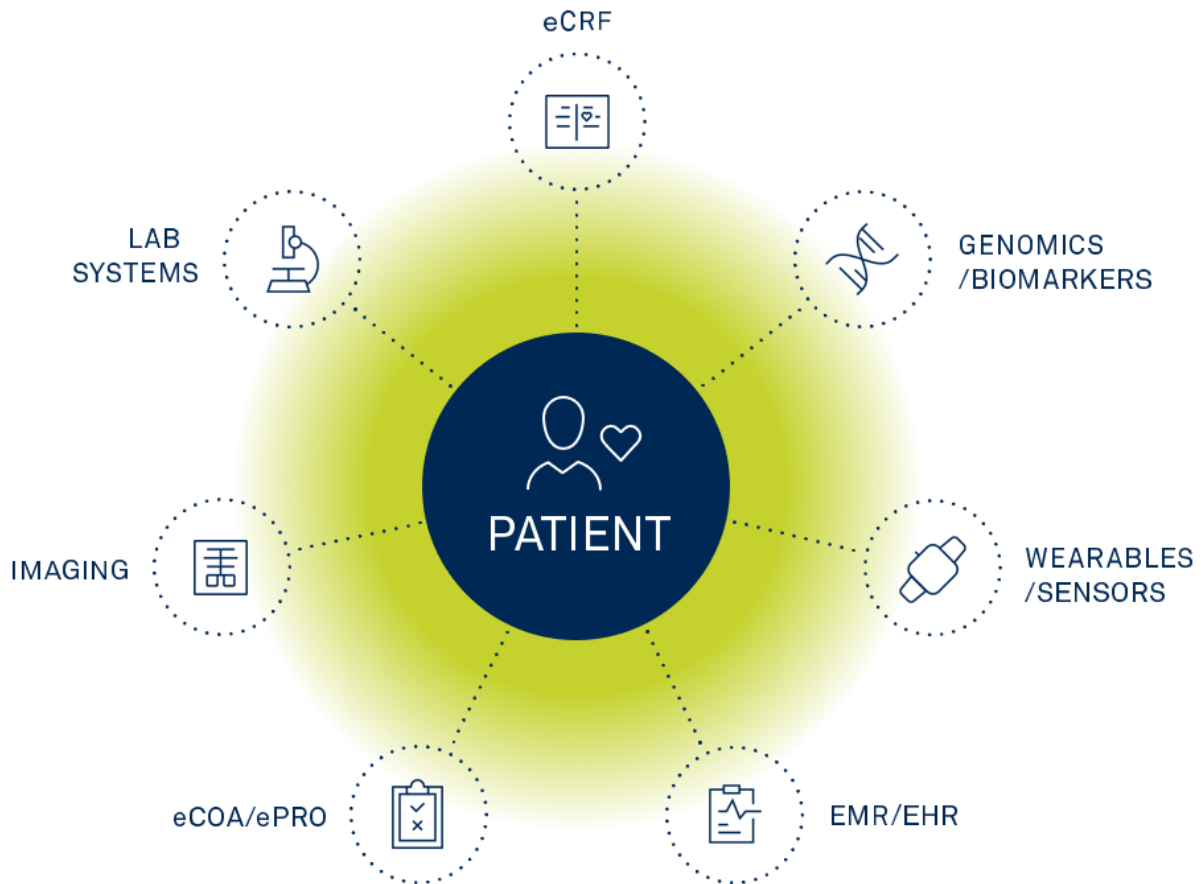 eCRF
LAB
SYSTEMS
GENOMICS
/BIOMARKERS
PATIENT
IMAGING
WEARABLES
/SENSORS
eCOA/ePRO
EMR/EHR